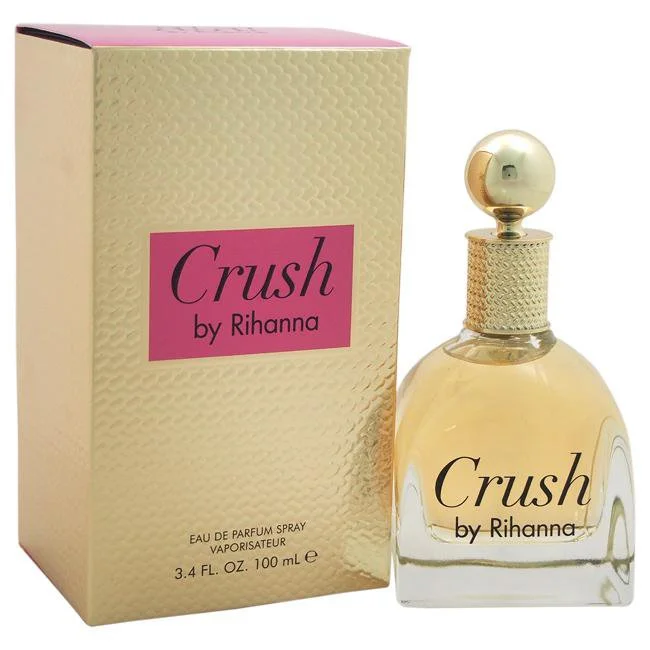 Crush
by Rihanna
EAU DE PARFUM SPRAY
VAPORISATEUR
3.4 FL. OZ. 100 mL ℮
Crush
by Rihanna